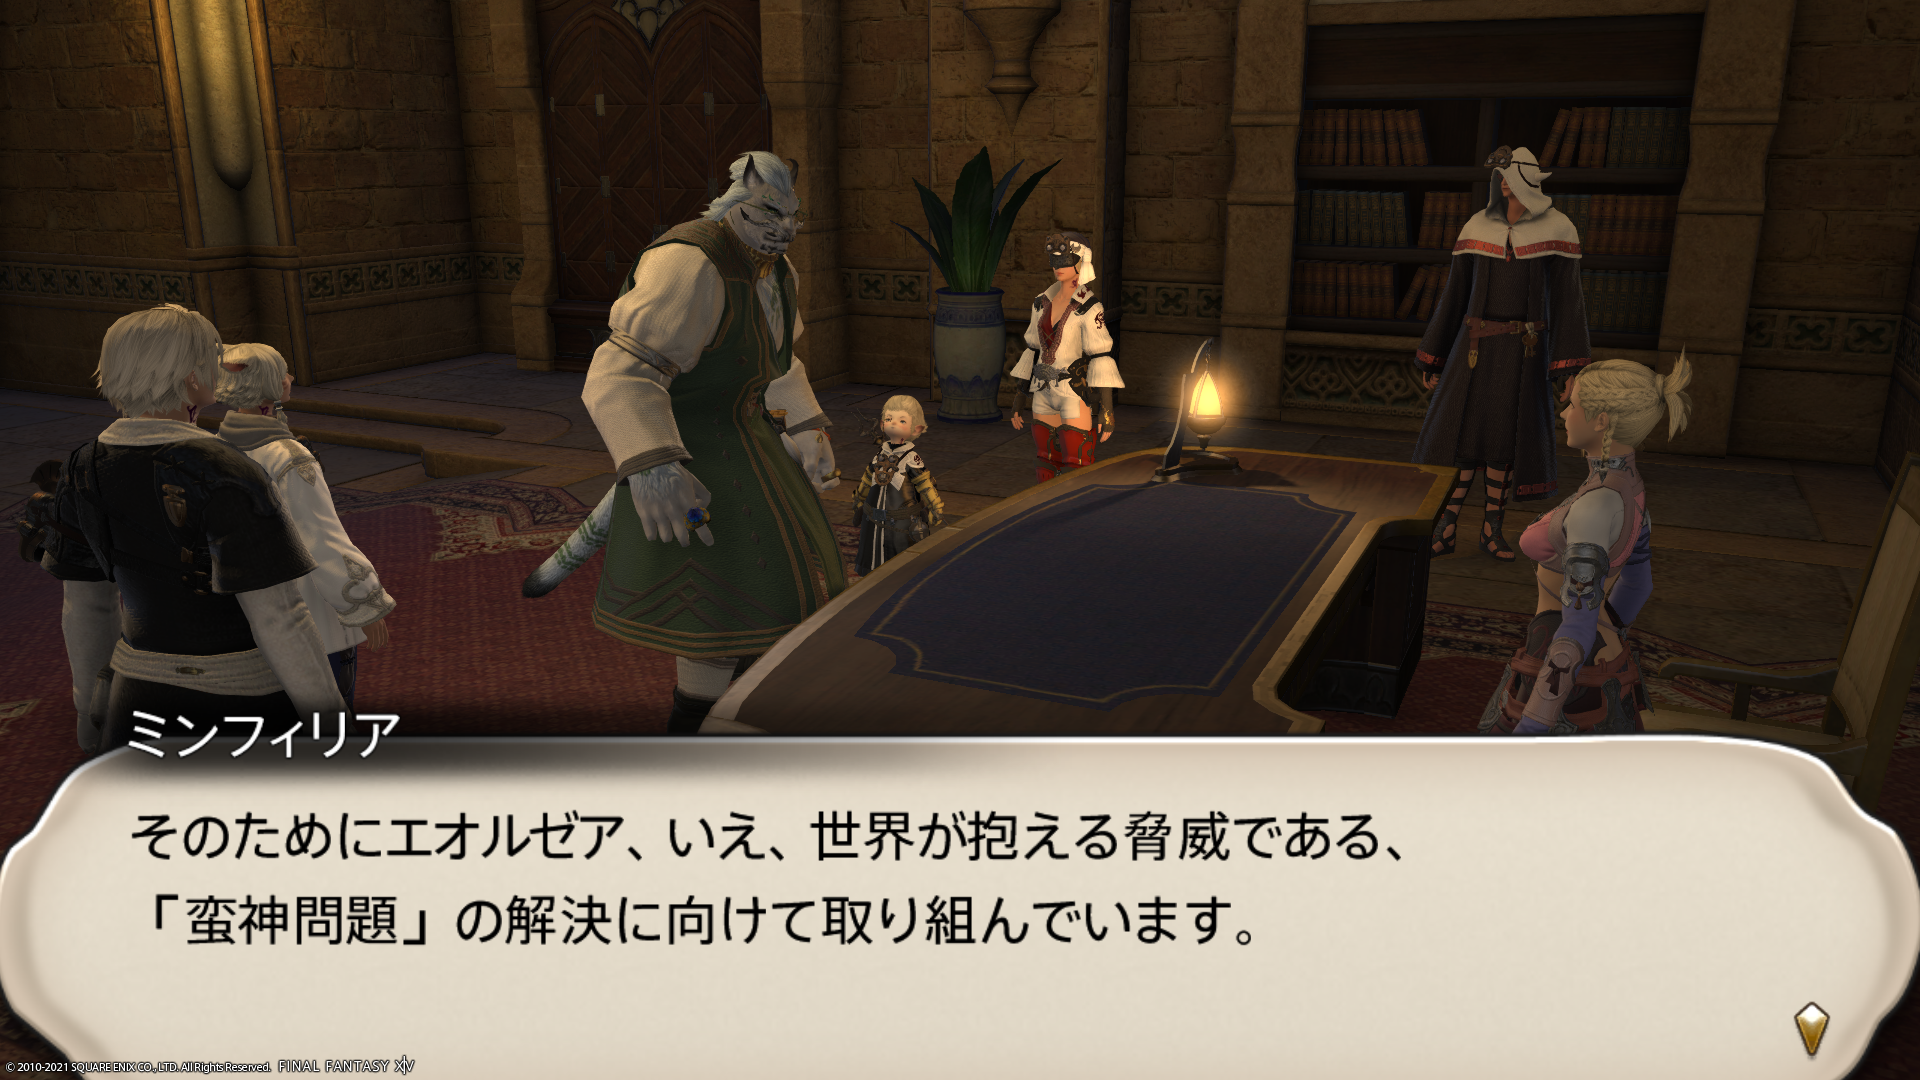 ミンフィリア
そのためにエオルゼア、いえ、世界が抱える脅威である、
「蛮神問題」の解決に向けて取り組んでいます。
© 2010-2021 SQUARE ENIX CO., LTD. All Rights Reserved. FINAL FANTASY XIV